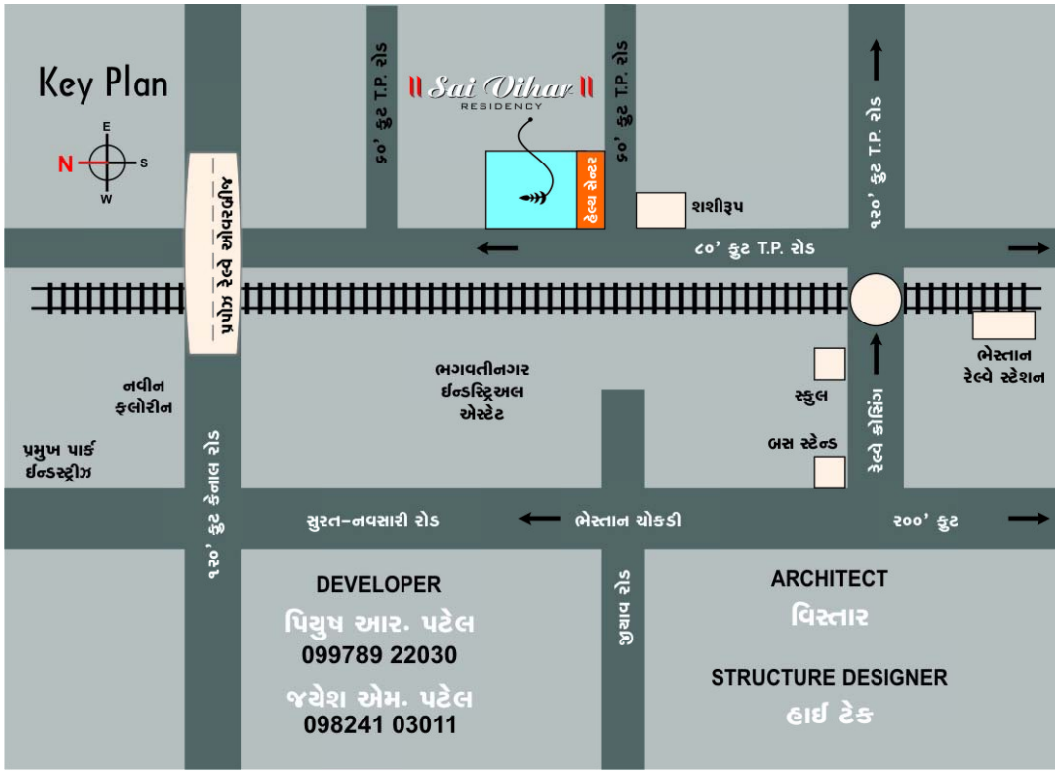 Key Plan
E
N
S
W
૬૦' ફુટ T.P. રોડ
|| Sai Vihar ||
RESIDENCY
૬૦' ફુટ T.P. રોડ
૧૨૦' ફુટ T.P. રોડ
હેલ્થ સેન્ટર
શશીરૂપ
પ્રપોઝ રેલ્વે ઓવરબ્રીજ
૮૦' ફુટ T.P. રોડ
નવીન
ફલોરીન
ભગવતીનગર
ઈન્ડસ્ટ્રિઅલ
એસ્ટેટ
સ્કુલ
ભેસ્તાન
રેલ્વે સ્ટેશન
પ્રમુખ પાર્ક
ઈન્ડસ્ટ્રીઝ
બસ સ્ટેન્ડ
રેલ્વે ક્રોસિંગ
૧૨૦' ફુટ કેનાલ રોડ
સુરત-નવસારી રોડ
ભેસ્તાન ચોકડી
૨૦૦' ફુટ
જીયાવ રોડ
DEVELOPER
પિયુષ આર. પટેલ
099789 22030
જયેશ એમ. પટેલ
098241 03011
ARCHITECT
વિસ્તાર
STRUCTURE DESIGNER
હાઈ ટેક